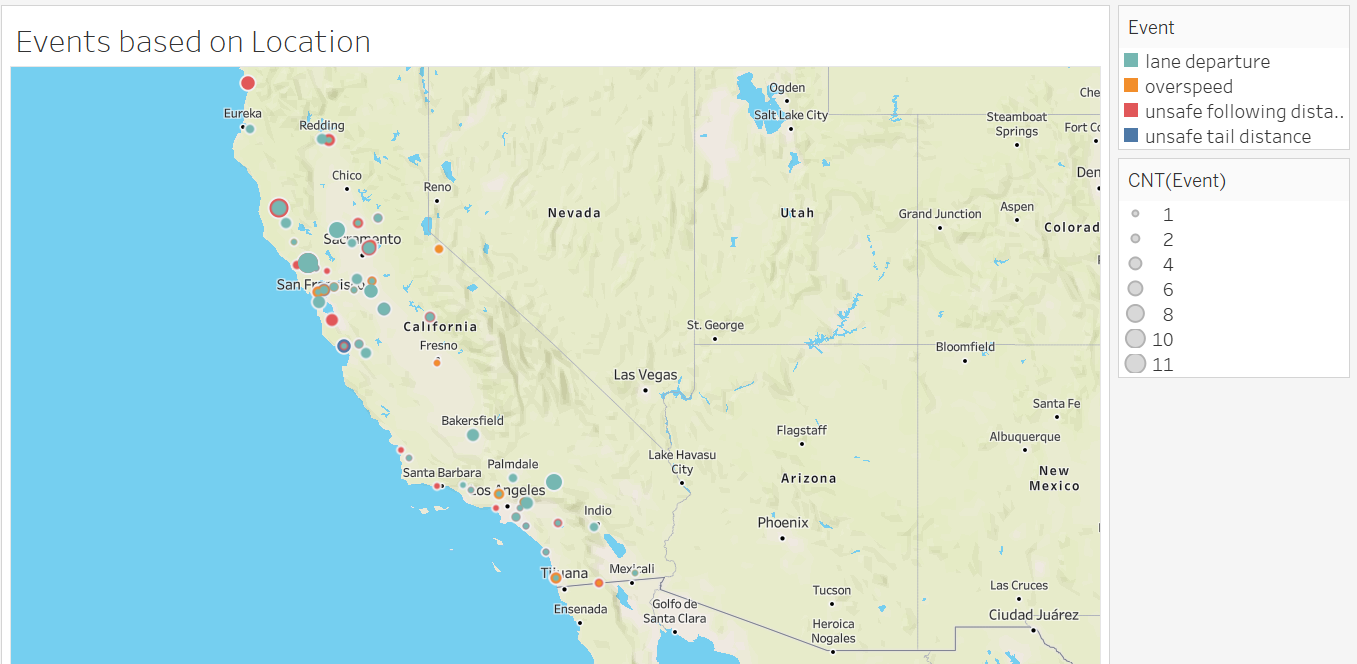 Events based on Location
Event
lane departure
overspeed
unsafe following dista..
unsafe tail distance
CNT(Event)
1
2
4
6
8
10
11
Ogden
Che
Salt Lake City
Eureka
Redding
Steamboat
Springs
Fort Co
Chico
Reno
Den
Nevada
Utah
Grand Junction
Aspen
Colorad
Sacramento
San Francisco
California
St. George
Fresno
Bloomfield
Las Vegas
Santa Fe
Bakersfield
Flagstaff
Albuquerque
Santa Barbara
Palmdale
Lake Havasu
City
Arizona
New
Mexico
Los Angeles
Indio
Phoenix
Tijuana
Mexicali
Tucson
Las Cruces
Ensenada
Golfo de
Santa Clara
Heroica
Nogales
Ciudad Juárez